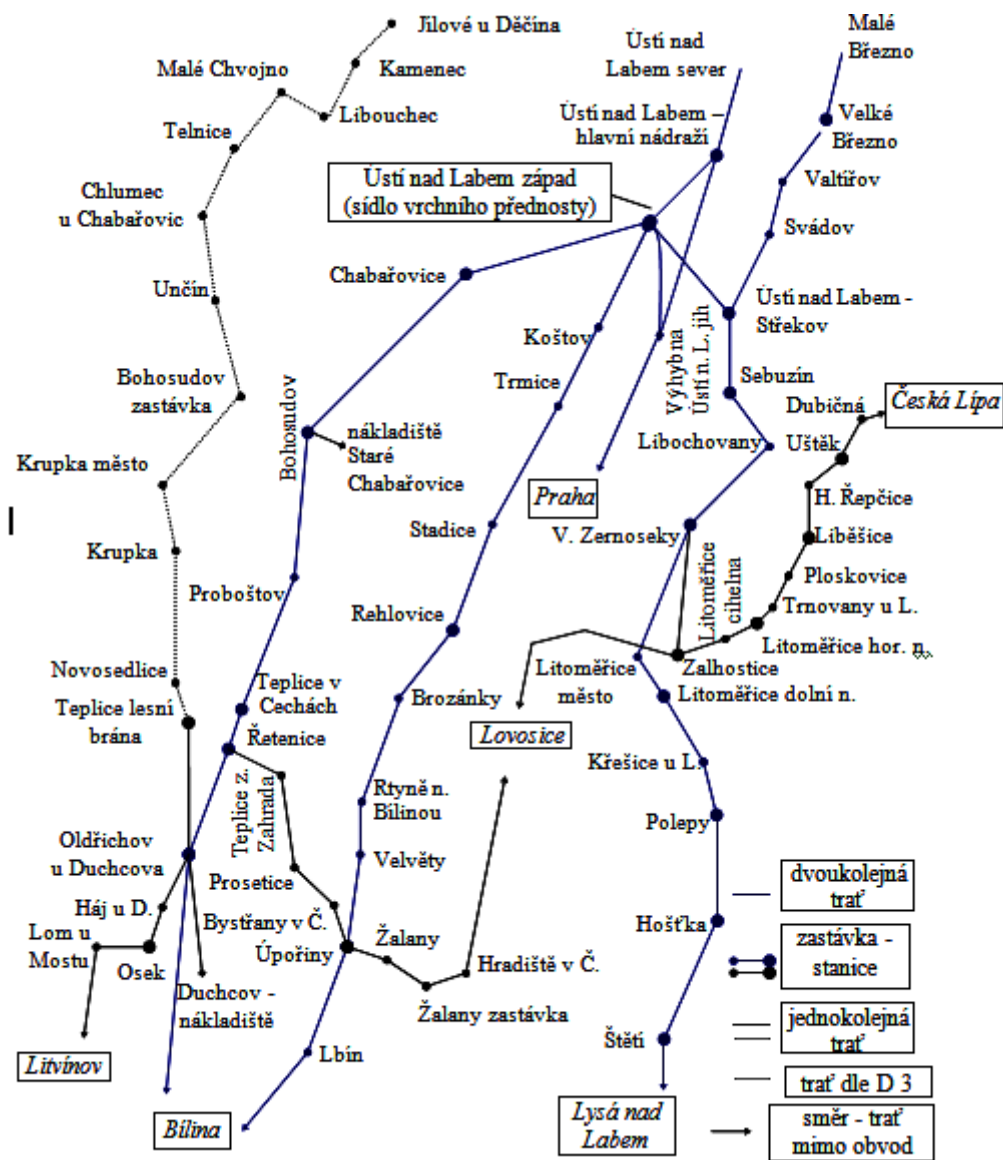 Jílové u Děčína
Kamenec
Malé Chvojno
Libouchec
Telnice
Chlumec
u Chabařovic
Unčín
Bohosudov
zastávka
Krupka město
Krupka
Novosedlice
Teplice lesní
brána
Oldřichov
u Duchcova
Háj u D.
Lom u
Mostu
Osek
Duchcov -
nákladiště
Litvínov
Bílina
Ústí nad
Labem sever
Ústí nad Labem –
hlavní nádraží
Ústí nad Labem západ
(sídlo vrchního přednosty)
Chabařovice
Bohosudov
nákladiště
Staré
Chabařovice
Proboštov
Teplice v
Cechách
Řetenice
Teplice z.
Zahrada
Prosetice
Bystřany v Č.
Úpořiny
Žalany
Žalany zastávka
Hradiště v Č.
Lbín
Koštov
Trmice
Stadice
Rehlovice
Brozánky
Rtyně n.
Bílinou
Velvěty
Výhybna
Ústí n. L. jih
Praha
Malé
Březno
Velké
Březno
Valtířov
Svádov
Ústí nad Labem -
Střekov
Sebuzín
Libochovany
V. Zernoseky
Dubičná
Česká Lípa
Uštěk
H. Řepčice
Liběšice
Ploskovice
Trnovany u L.
Litoměřice hor. n.
Litoměřice
cihelna
Zalhostice
Lovosice
Litoměřice
město
Litoměřice dolní n.
Křešice u L.
Polepy
Hošťka
Štětí
Lysá nad
Labem
dvoukolejná
trať
zastávka -
stanice
jednokolejná
trať
trať dle D 3
směr - trať
mimo obvod